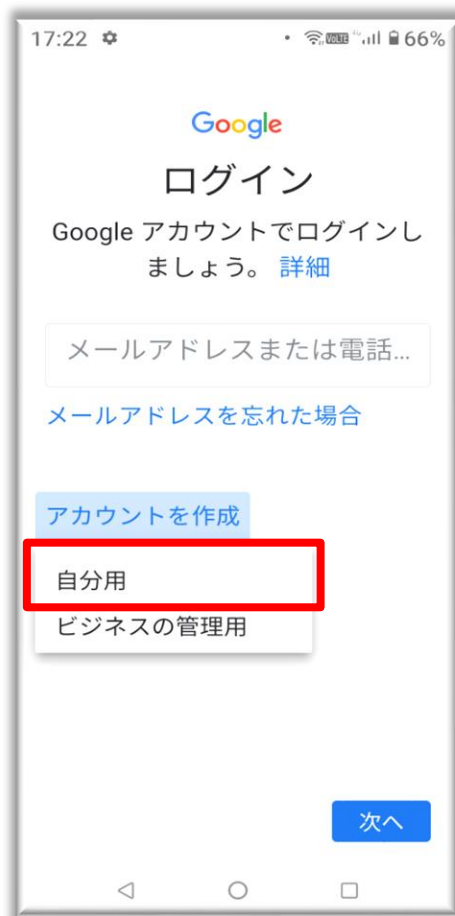 17:22
66%
Google
ログイン
Google アカウントでログインし
ましょう。 詳細
メールアドレスまたは電話...
メールアドレスを忘れた場合
アカウントを作成
自分用
ビジネスの管理用
次へ